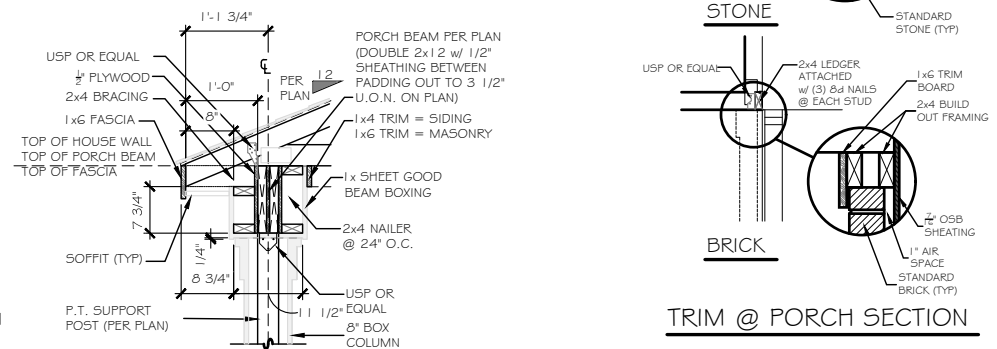 1'-1 3/4"
USP OR EQUAL
½" PLYWOOD
2x4 BRACING
1x6 FASCIA
TOP OF HOUSE WALL
TOP OF PORCH BEAM
TOP OF FASCIA
7 3/4"
SOFFIT (TYP)
1/4"
8 3/4"
P.T. SUPPORT
POST (PER PLAN)
1'-0"
8"
℄
PER
PLAN
12
PORCH BEAM PER PLAN
(DOUBLE 2x12 w/ 1/2"
SHEATHING BETWEEN
PADDING OUT TO 3 1/2"
U.O.N. ON PLAN)
1x4 TRIM = SIDING
1x6 TRIM = MASONRY
1x SHEET GOOD
BEAM BOXING
2x4 NAILER
@ 24" O.C.
USP OR
EQUAL
11 1/2"
8" BOX
COLUMN
STONE
STANDARD
STONE (TYP)
USP OR EQUAL
2x4 LEDGER
ATTACHED
w/ (3) 8d NAILS
@ EACH STUD
1x6 TRIM
BOARD
2x4 BUILD
OUT FRAMING
OSB
SHEATING
1" AIR
SPACE
STANDARD
BRICK (TYP)
BRICK
TRIM @ PORCH SECTION